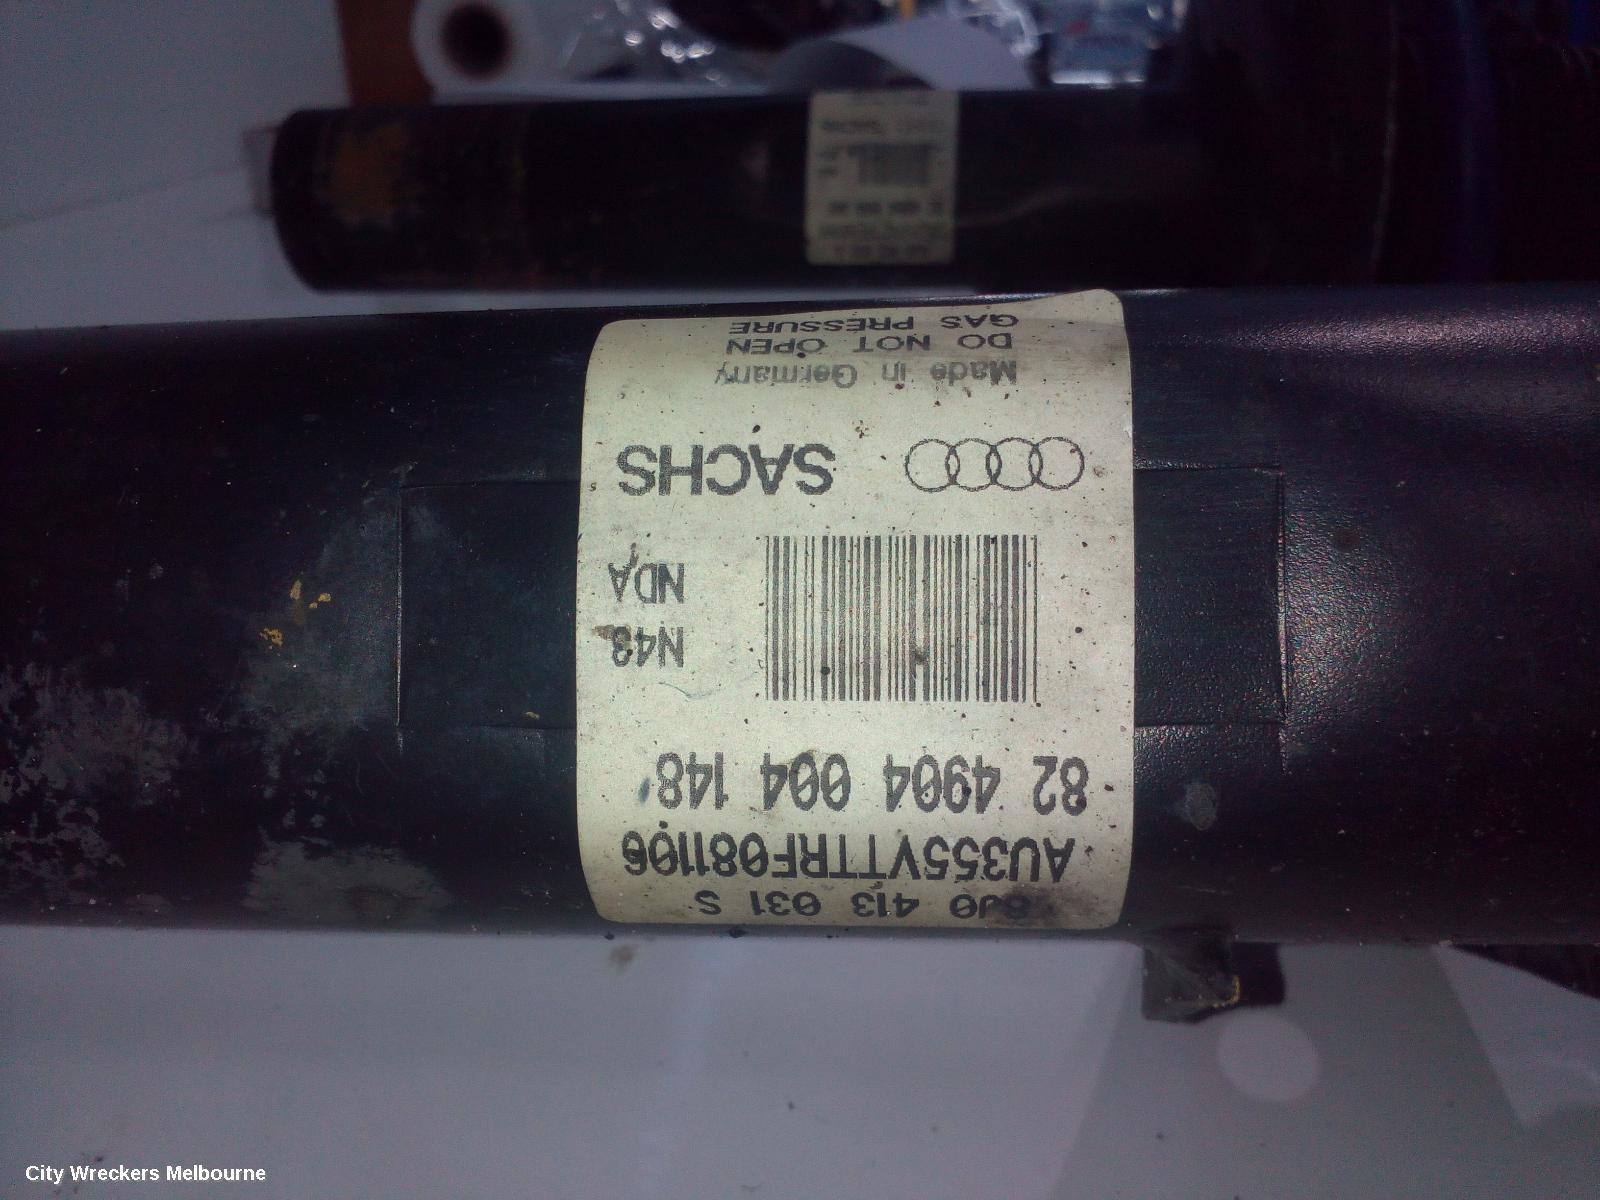 8J0 413 031 S
AU355VTTRF081106
82 4904 004 148
N43
NDA
SACHS
Made in Germany
DO NOT OPEN
GAS PRESSURE
City Wreckers Melbourne